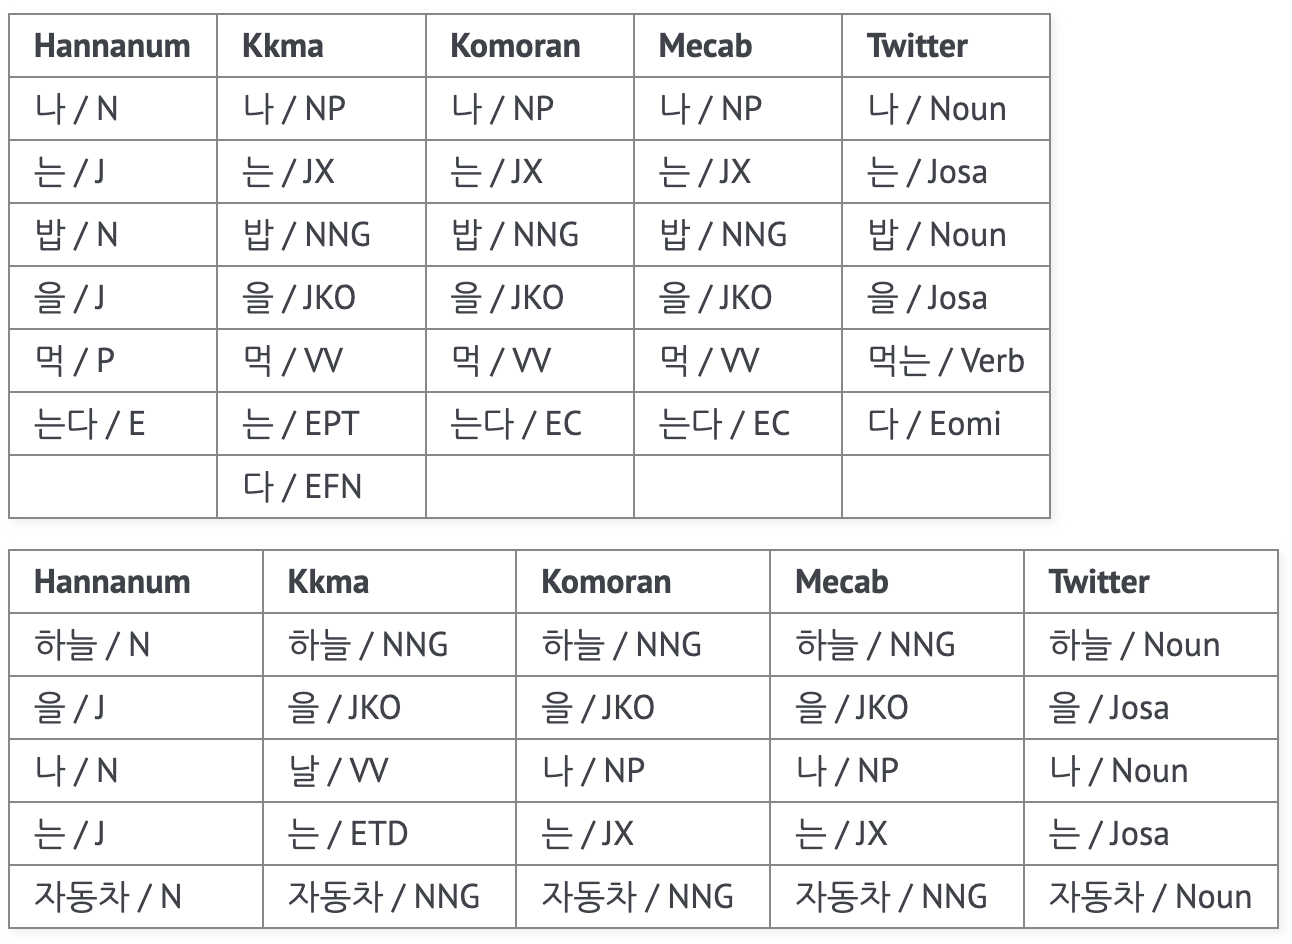 Hannanum Kkma Komoran Mecab Twitter
나 / N 나 / NP 나 / NP 나 / NP 나 / Noun
는 / J 는 / JX 는 / JX 는 / JX 는 / Josa
밥 / N 밥 / NNG 밥 / NNG 밥 / NNG 밥 / Noun
을 / J 을 / JKO 을 / JKO 을 / JKO 을 / Josa
먹 / P 먹 / VV 먹 / VV 먹 / VV 먹는 / Verb
는다 / E 는 / EPT 는다 / EC 는다 / EC 다 / Eomi
다 / EFN
Hannanum Kkma Komoran Mecab Twitter
하늘 / N 하늘 / NNG 하늘 / NNG 하늘 / NNG 하늘 / Noun
을 / J 을 / JKO 을 / JKO 을 / JKO 을 / Josa
나 / N 날 / VV 나 / NP 나 / NP 나 / Noun
는 / J 는 / ETD 는 / JX 는 / JX 는 / Josa
자동차 / N 자동차 / NNG 자동차 / NNG 자동차 / NNG 자동차 / Noun